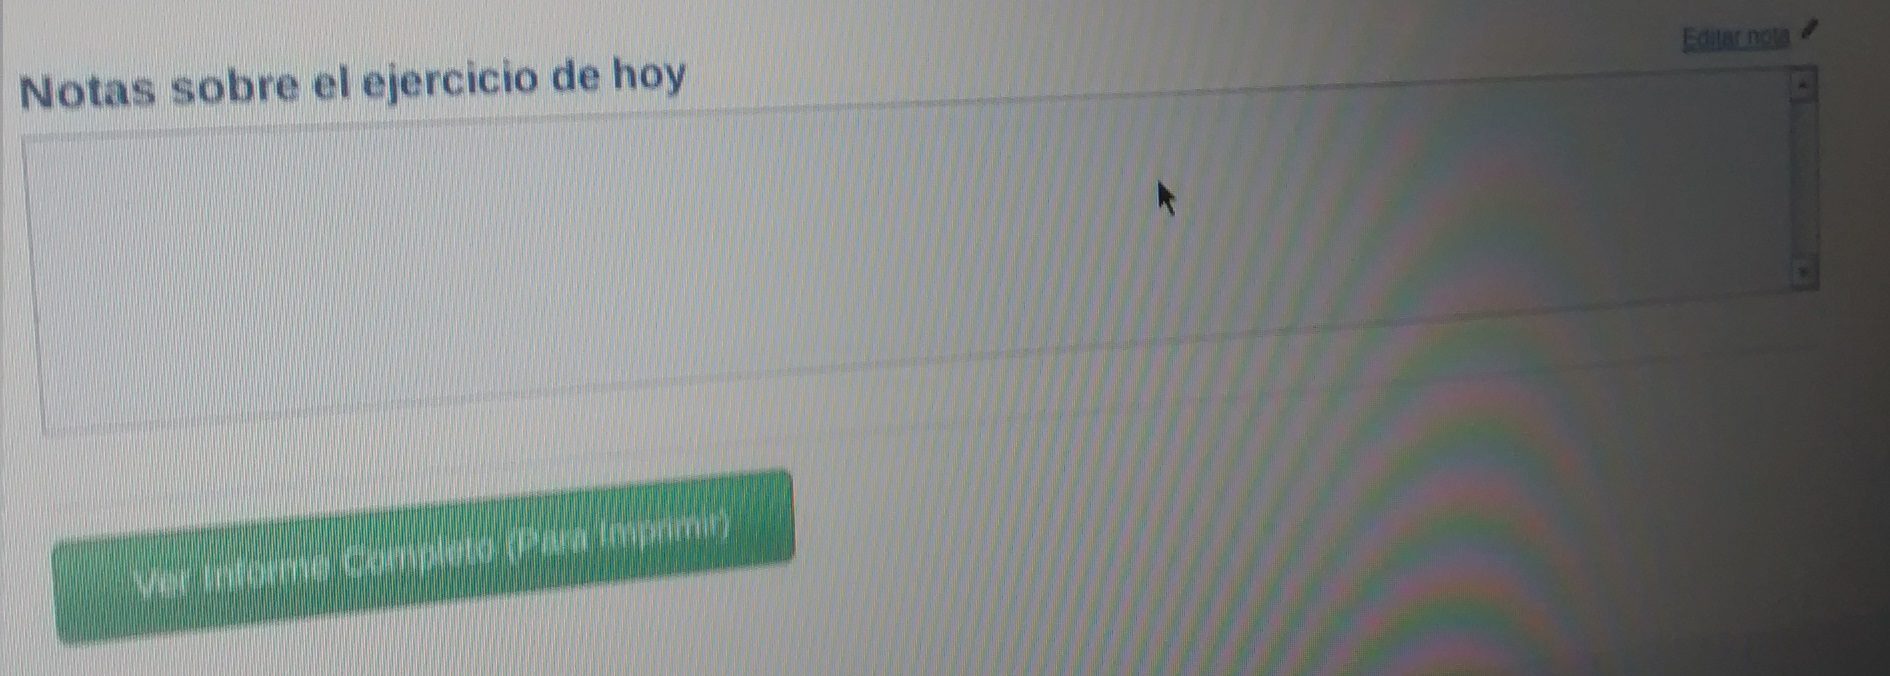 Editar nota
Notas sobre el ejercicio de hoy
Ver Informe Completo (Para Imprimir)